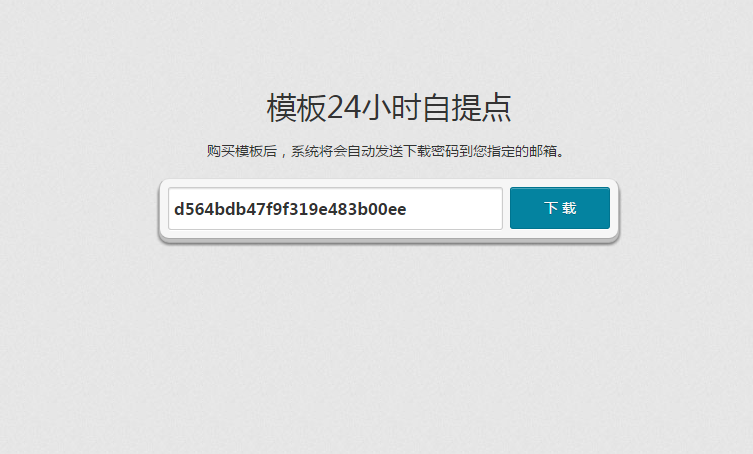 模板24小时自提点
购买模板后，系统将会自动发送下载密码到您指定的邮箱。
d564bdb47f9f319e483b00ee
下 载